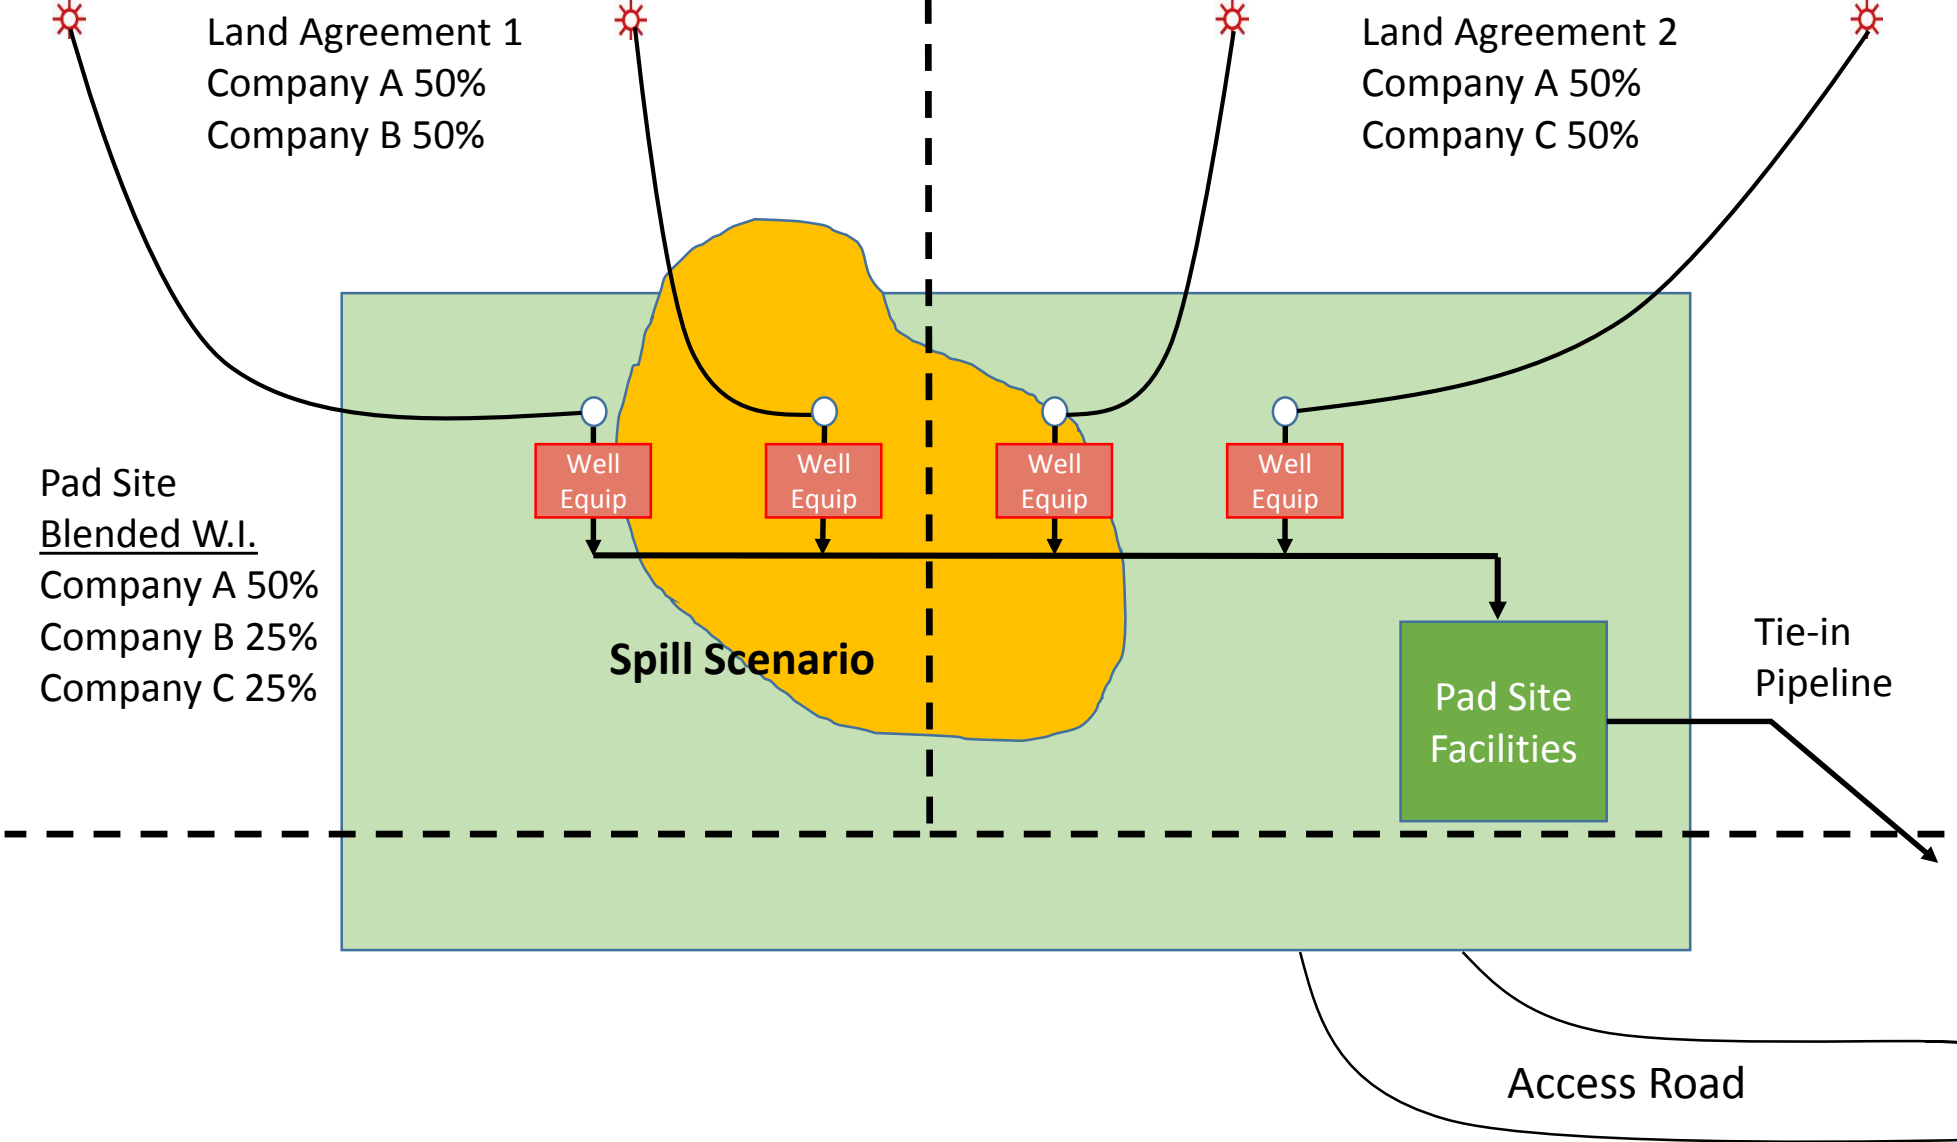 Land Agreement 1
Company A 50%
Company B 50%
Land Agreement 2
Company A 50%
Company C 50%
Well
Equip
Well
Equip
Well
Equip
Well
Equip
Pad Site
Blended W.I.
Company A 50%
Company B 25%
Company C 25%
Spill Scenario
Pad Site
Facilities
Tie-in
Pipeline
Access Road